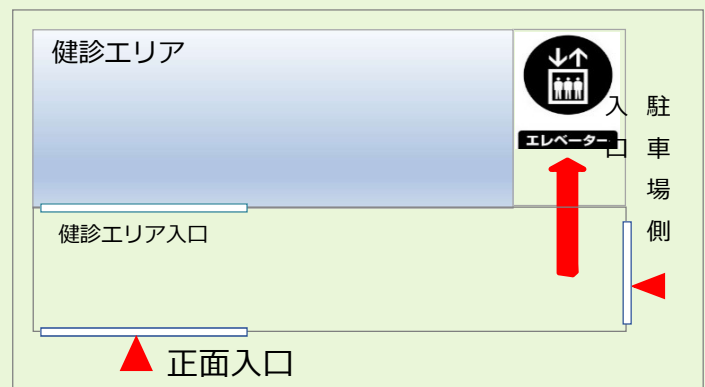 健診エリア
エレベーター
駐車場側
入口
健診エリア入口
正面入口